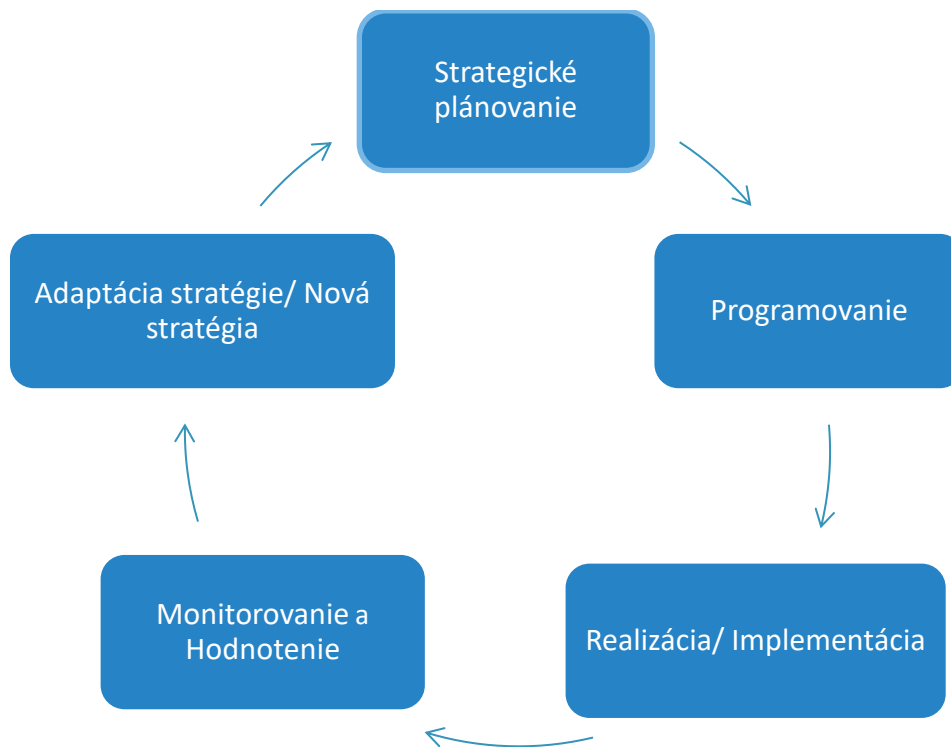 Strategické
plánovanie
Programovanie
Realizácia/ Implementácia
Monitorovanie a
Hodnotenie
Adaptácia stratégie/ Nová
stratégia